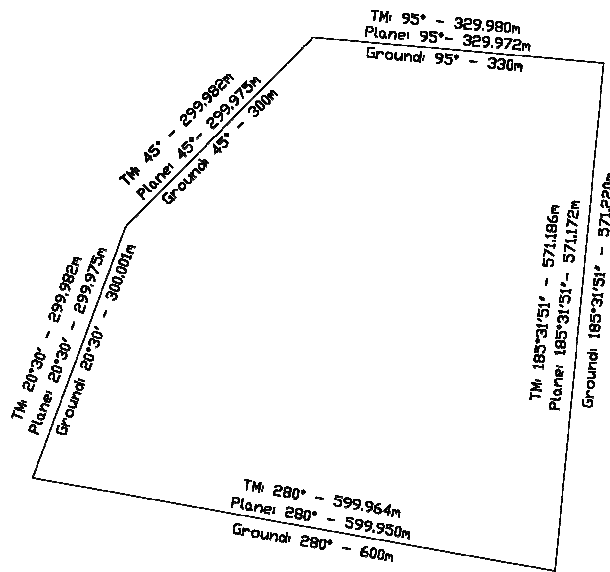 TM: 95° - 329.980m
Plane: 95°- 329.972m
Ground: 95° - 330m
TM: 45° - 299.982m
Plane: 45°- 299.975m
Ground: 45° - 300m
TM: 20°30' - 299.982m
Plane: 20°30' - 299.975m
Ground: 20°30' - 300.001m
TM: 185°31'51" - 571.186m
Plane: 185°31'51"- 571.172m
Ground: 185°31'51" - 571.220m
TM: 280° - 599.964m
Plane: 280° - 599.950m
Ground: 280° - 600m